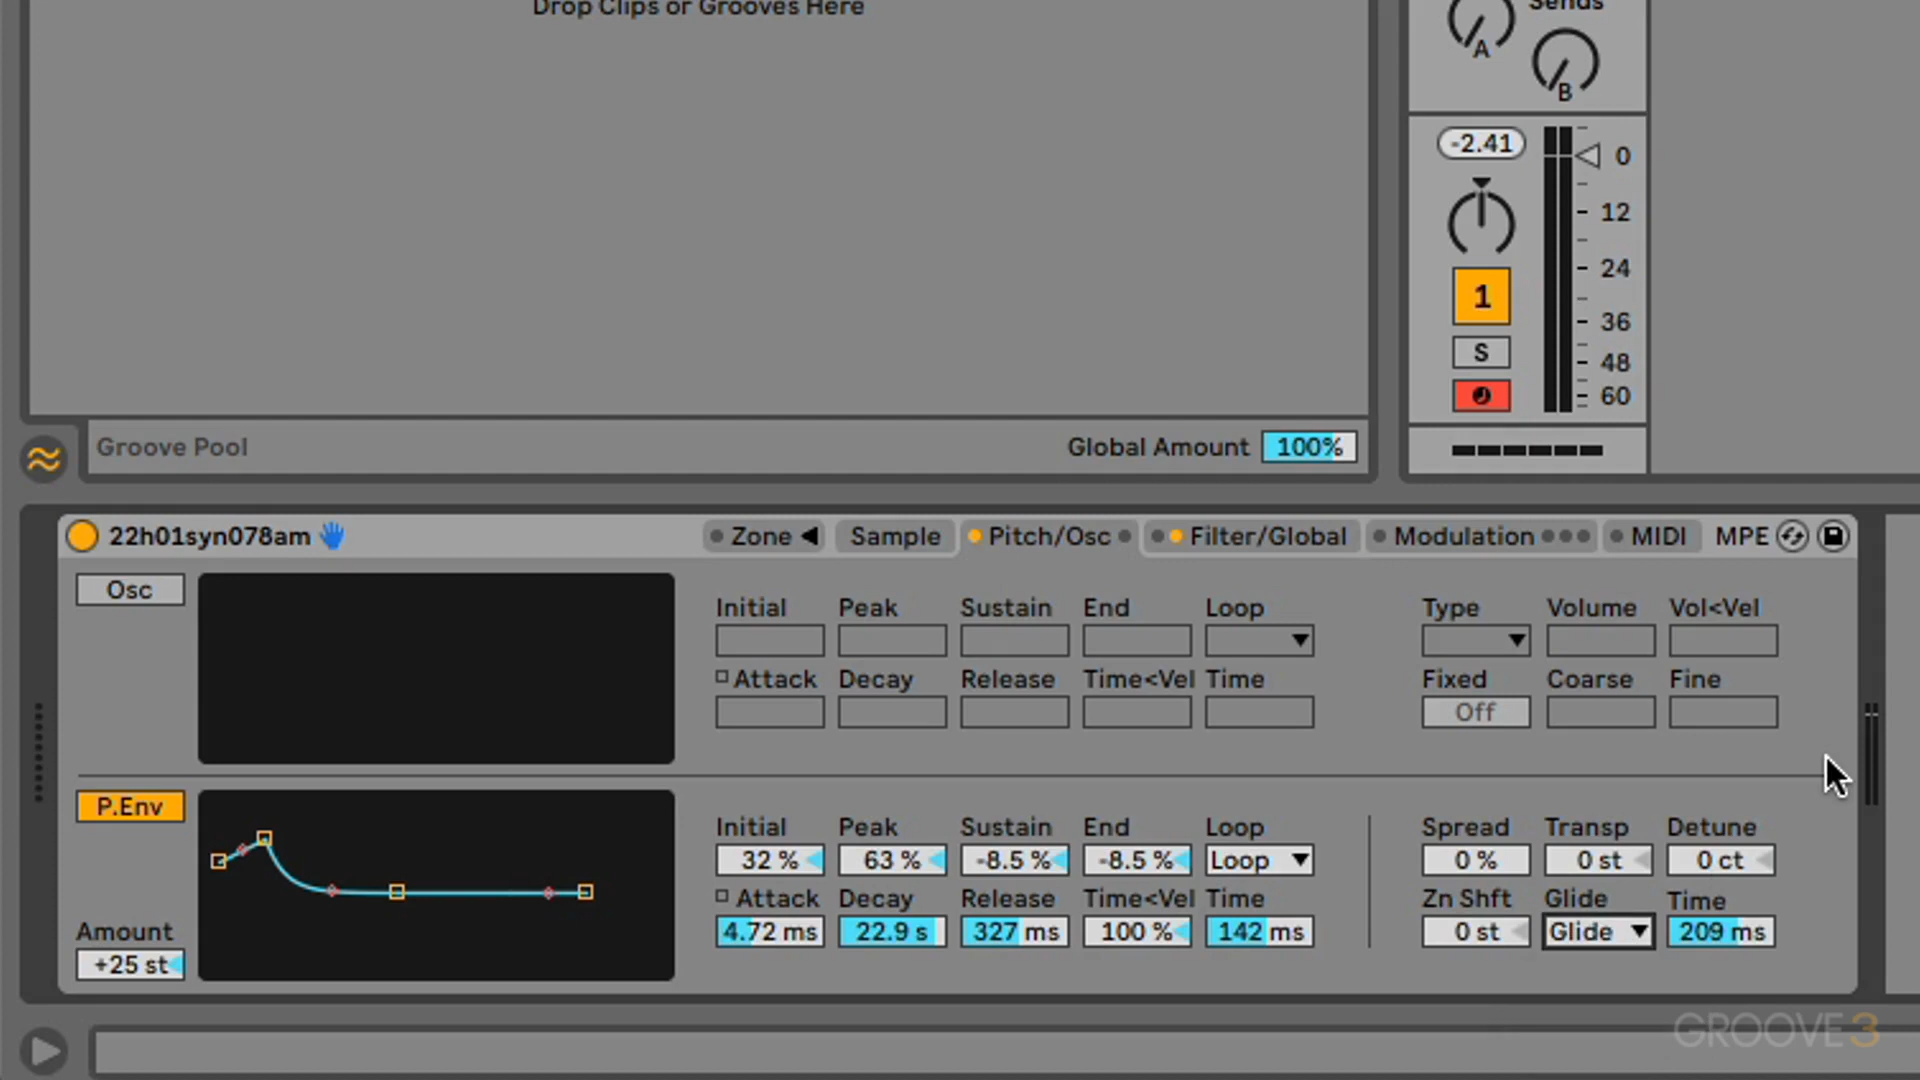 Drop Clips or Grooves Here
Sends
A
B
-2.41
0
12
24
36
48
60
1
S
Groove Pool
Global Amount 100%
22h01syn078am
Zone Sample Pitch/Osc Filter/Global Modulation MIDI MPE
Osc
Initial Peak Sustain End Loop Type Volume Vol<Vel
Attack Decay Release Time<Vel Time Fixed Coarse Fine
Off
P.Env
Initial Peak Sustain End Loop Spread Transp Detune
32 % 63 % -8.5 % -8.5 % Loop 0 % 0 st 0 ct
Attack Decay Release Time<Vel Time Zn Shft Glide Time
4.72 ms 22.9 s 327 ms 100 % 142 ms 0 st Glide 209 ms
Amount
+25 st
GROOVE3